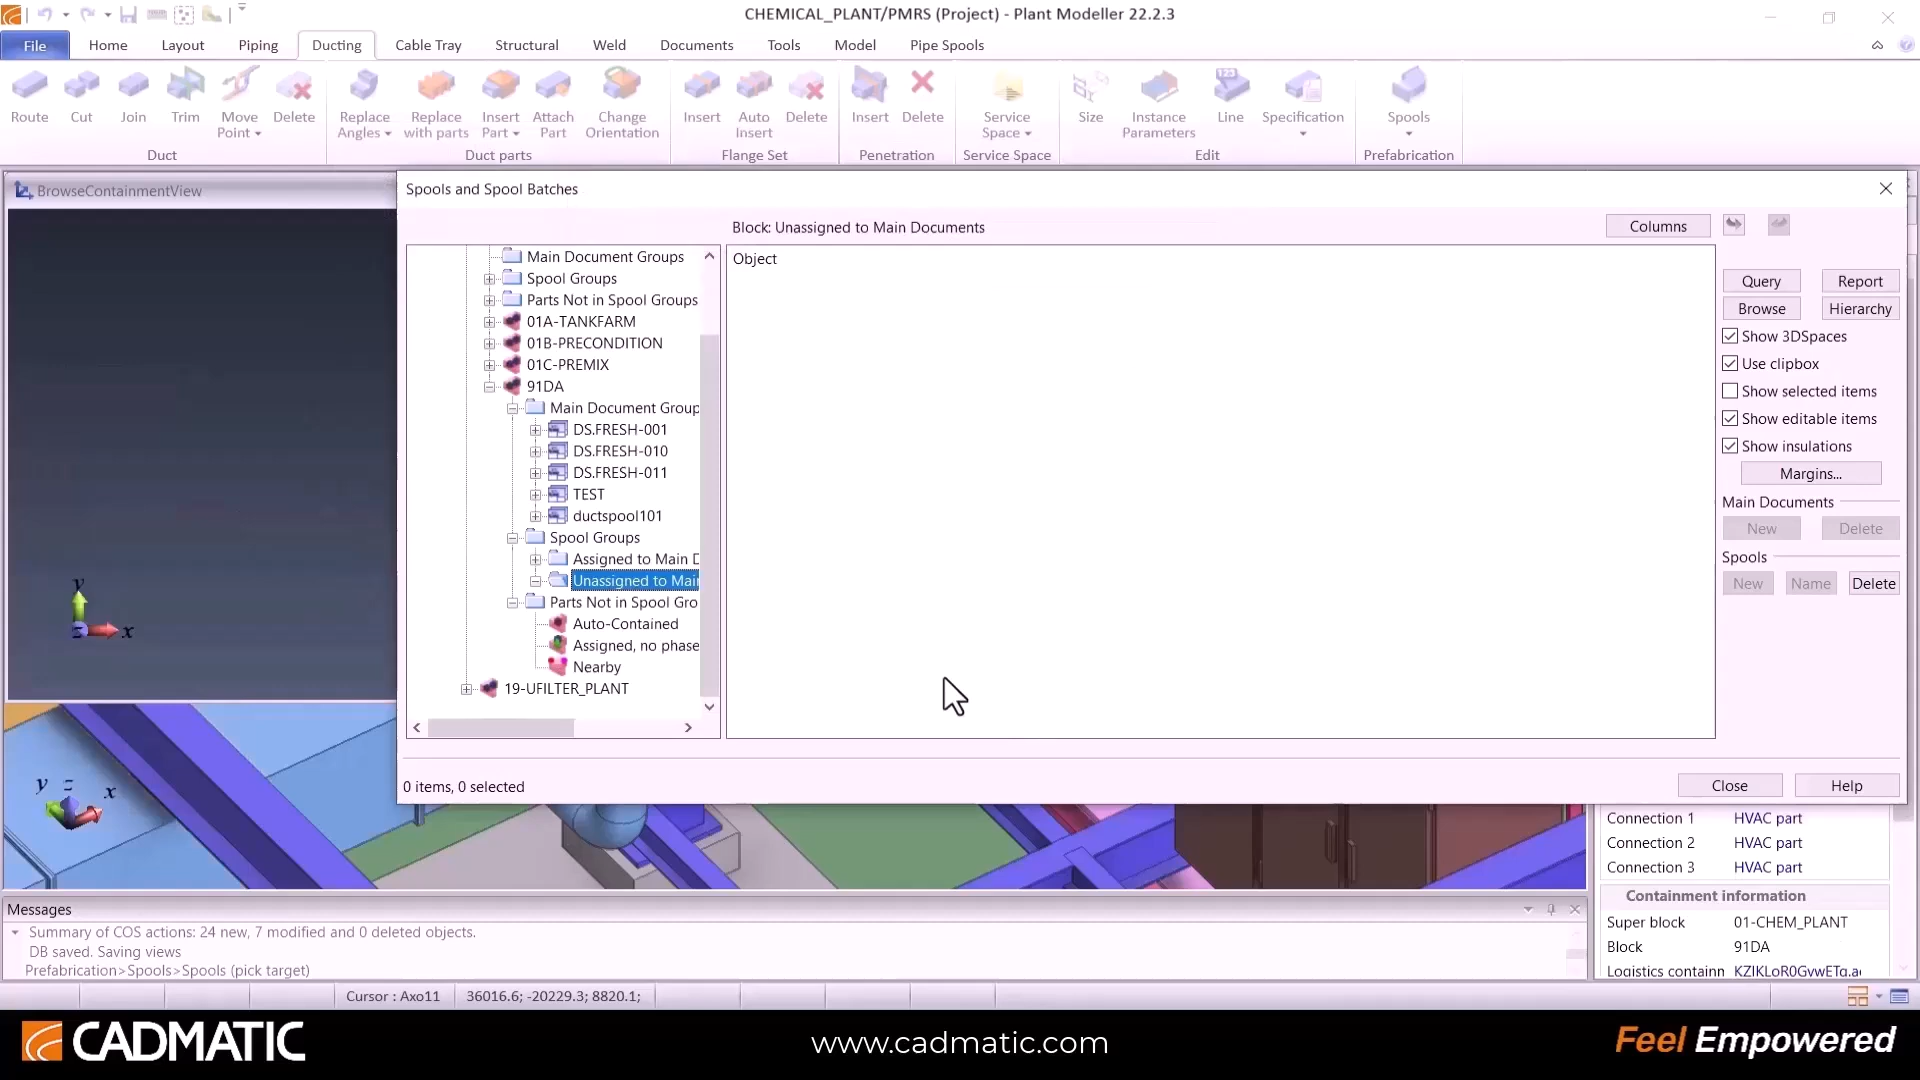 CHEMICAL_PLANT/PMRS (Project) - Plant Modeller 22.2.3
File Home Layout Piping Ducting Cable Tray Structural Weld Documents Tools Model Pipe Spools
Route Cut Join Trim Move Point Delete
Duct
Replace Angles Replace with parts Insert Part Attach Part Change Orientation
Duct parts
Insert Auto Insert Delete
Flange Set
Insert Delete
Penetration
Service Space
Service Space
Size Instance Parameters Line Specification
Edit
Spools
Prefabrication
BrowseContainmentView
Spools and Spool Batches
Block: Unassigned to Main Documents
Columns
Main Document Groups
Spool Groups
Parts Not in Spool Groups
01A-TANKFARM
01B-PRECONDITION
01C-PREMIX
91DA
Main Document Group
DS.FRESH-001
DS.FRESH-010
DS.FRESH-011
TEST
ductspool101
Spool Groups
Assigned to Main D
Unassigned to Mai
Parts Not in Spool Gro
Auto-Contained
Assigned, no phase
Nearby
19-UFILTER_PLANT
Object
Query Report
Browse Hierarchy
Show 3DSpaces
Use clipbox
Show selected items
Show editable items
Show insulations
Margins...
Main Documents
New Delete
Spools
New Name Delete
0 items, 0 selected
Close Help
y
x
z
y z x
Connection 1 HVAC part
Connection 2 HVAC part
Connection 3 HVAC part
Containment information
Super block 01-CHEM_PLANT
Block 91DA
Logistics containn KZIKLoR0GvwETq.a
Messages
Summary of COS actions: 24 new, 7 modified and 0 deleted objects.
DB saved. Saving views
Prefabrication>Spools>Spools (pick target)
Cursor : Axo11 36016.6; -20229.3; 8820.1;
CADMATIC
www.cadmatic.com
Feel Empowered